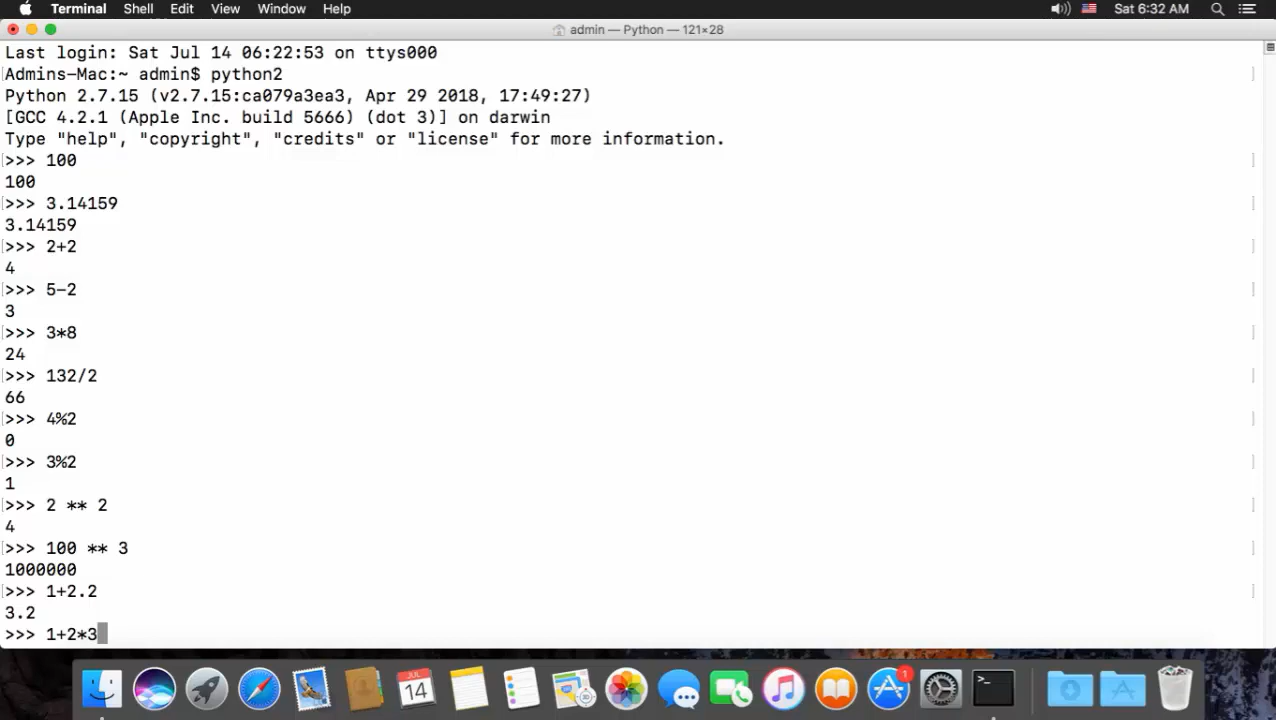 Terminal Shell Edit View Window Help Sat 6:32 AM
admin — Python — 121×28
Last login: Sat Jul 14 06:22:53 on ttys000
Admins-Mac:~ admin$ python2
Python 2.7.15 (v2.7.15:ca079a3ea3, Apr 29 2018, 17:49:27)
[GCC 4.2.1 (Apple Inc. build 5666) (dot 3)] on darwin
Type "help", "copyright", "credits" or "license" for more information.
>>> 100
100
>>> 3.14159
3.14159
>>> 2+2
4
>>> 5-2
3
>>> 3*8
24
>>> 132/2
66
>>> 4%2
0
>>> 3%2
1
>>> 2 ** 2
4
>>> 100 ** 3
1000000
>>> 1+2.2
3.2
>>> 1+2*3
JUL
14
1
>_